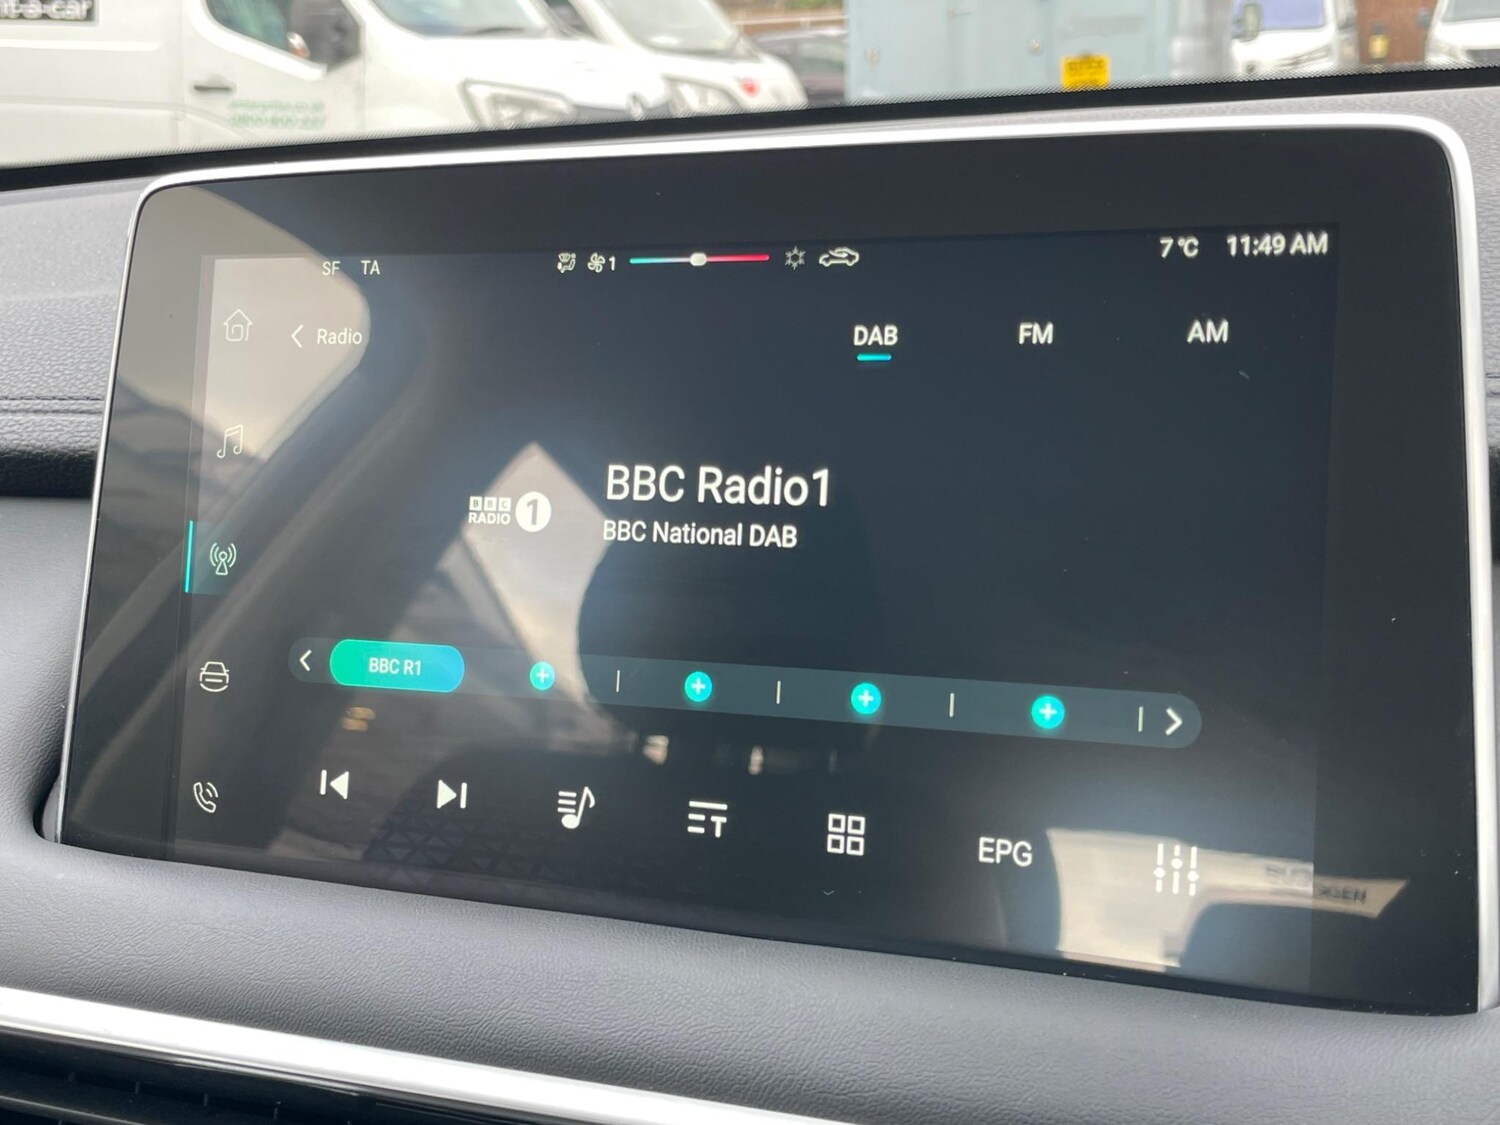 SF TA
1
7 °C 11:49 AM
Radio
DAB FM AM
BBC RADIO 1
BBC Radio1
BBC National DAB
BBC R1
EPG